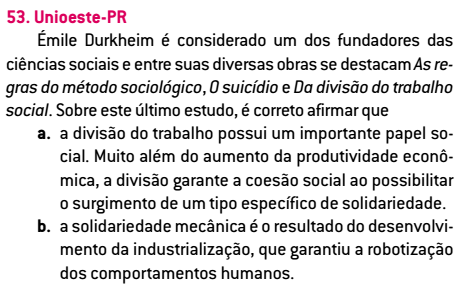 53. Unioeste-PR
Émile Durkheim é considerado um dos fundadores das
ciências sociais e entre suas diversas obras se destacam As re-
gras do método sociológico, O suicídio e Da divisão do trabalho
social. Sobre este último estudo, é correto afirmar que
a. a divisão do trabalho possui um importante papel so-
cial. Muito além do aumento da produtividade econô-
mica, a divisão garante a coesão social ao possibilitar
o surgimento de um tipo específico de solidariedade.
b. a solidariedade mecânica é o resultado do desenvolvi-
mento da industrialização, que garantiu a robotização
dos comportamentos humanos.